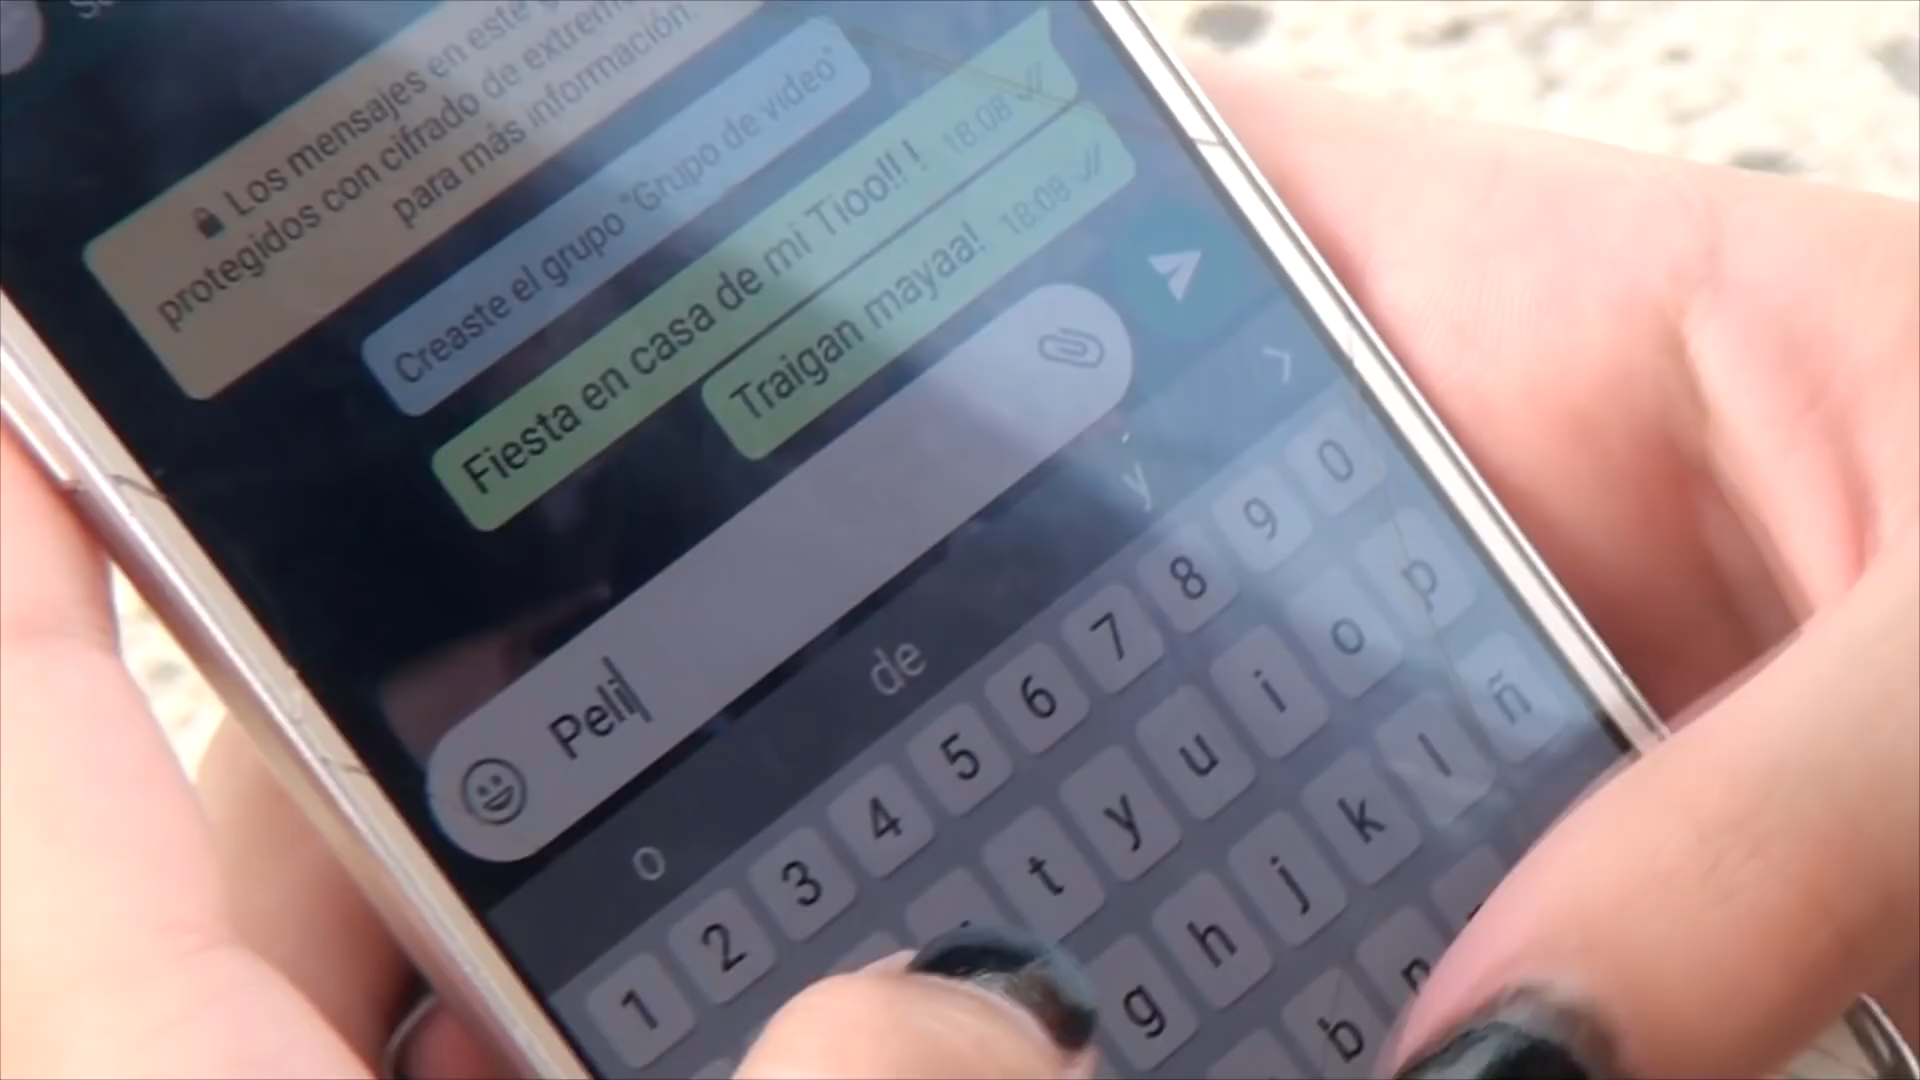 Los mensajes en este
protegidos con cifrado de extrem
para más información.
Creaste el grupo "Grupo de video"
Fiesta en casa de mi Tioo!! ! 18:08
Traigan mayaa! 18:08
Peli
o de y
1 2 3 4 5 6 7 8 9 0
t y u i o p
g h j k l ñ
b n